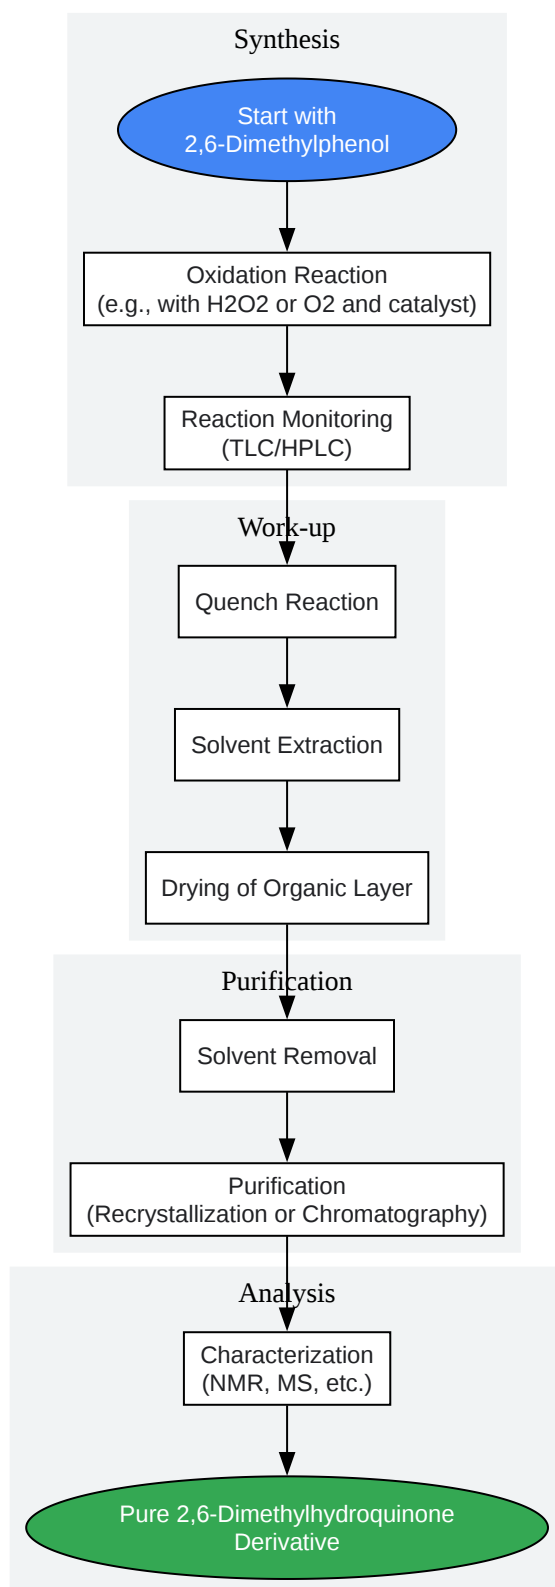 Synthesis
Start with
2,6-Dimethylphenol
Oxidation Reaction
(e.g., with H2O2 or O2 and catalyst)
Reaction Monitoring
(TLC/HPLC)
Work-up
Quench Reaction
Solvent Extraction
Drying of Organic Layer
Purification
Solvent Removal
Purification
(Recrystallization or Chromatography)
Analysis
Characterization
(NMR, MS, etc.)
Pure 2,6-Dimethylhydroquinone
Derivative